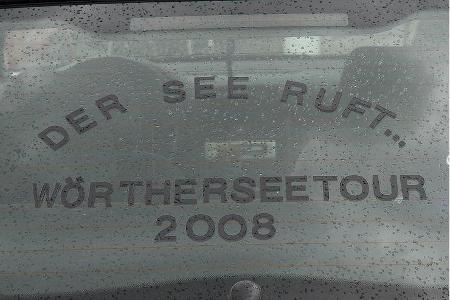 DER SEE RUFT...
WÖRTHERSEETOUR
2008